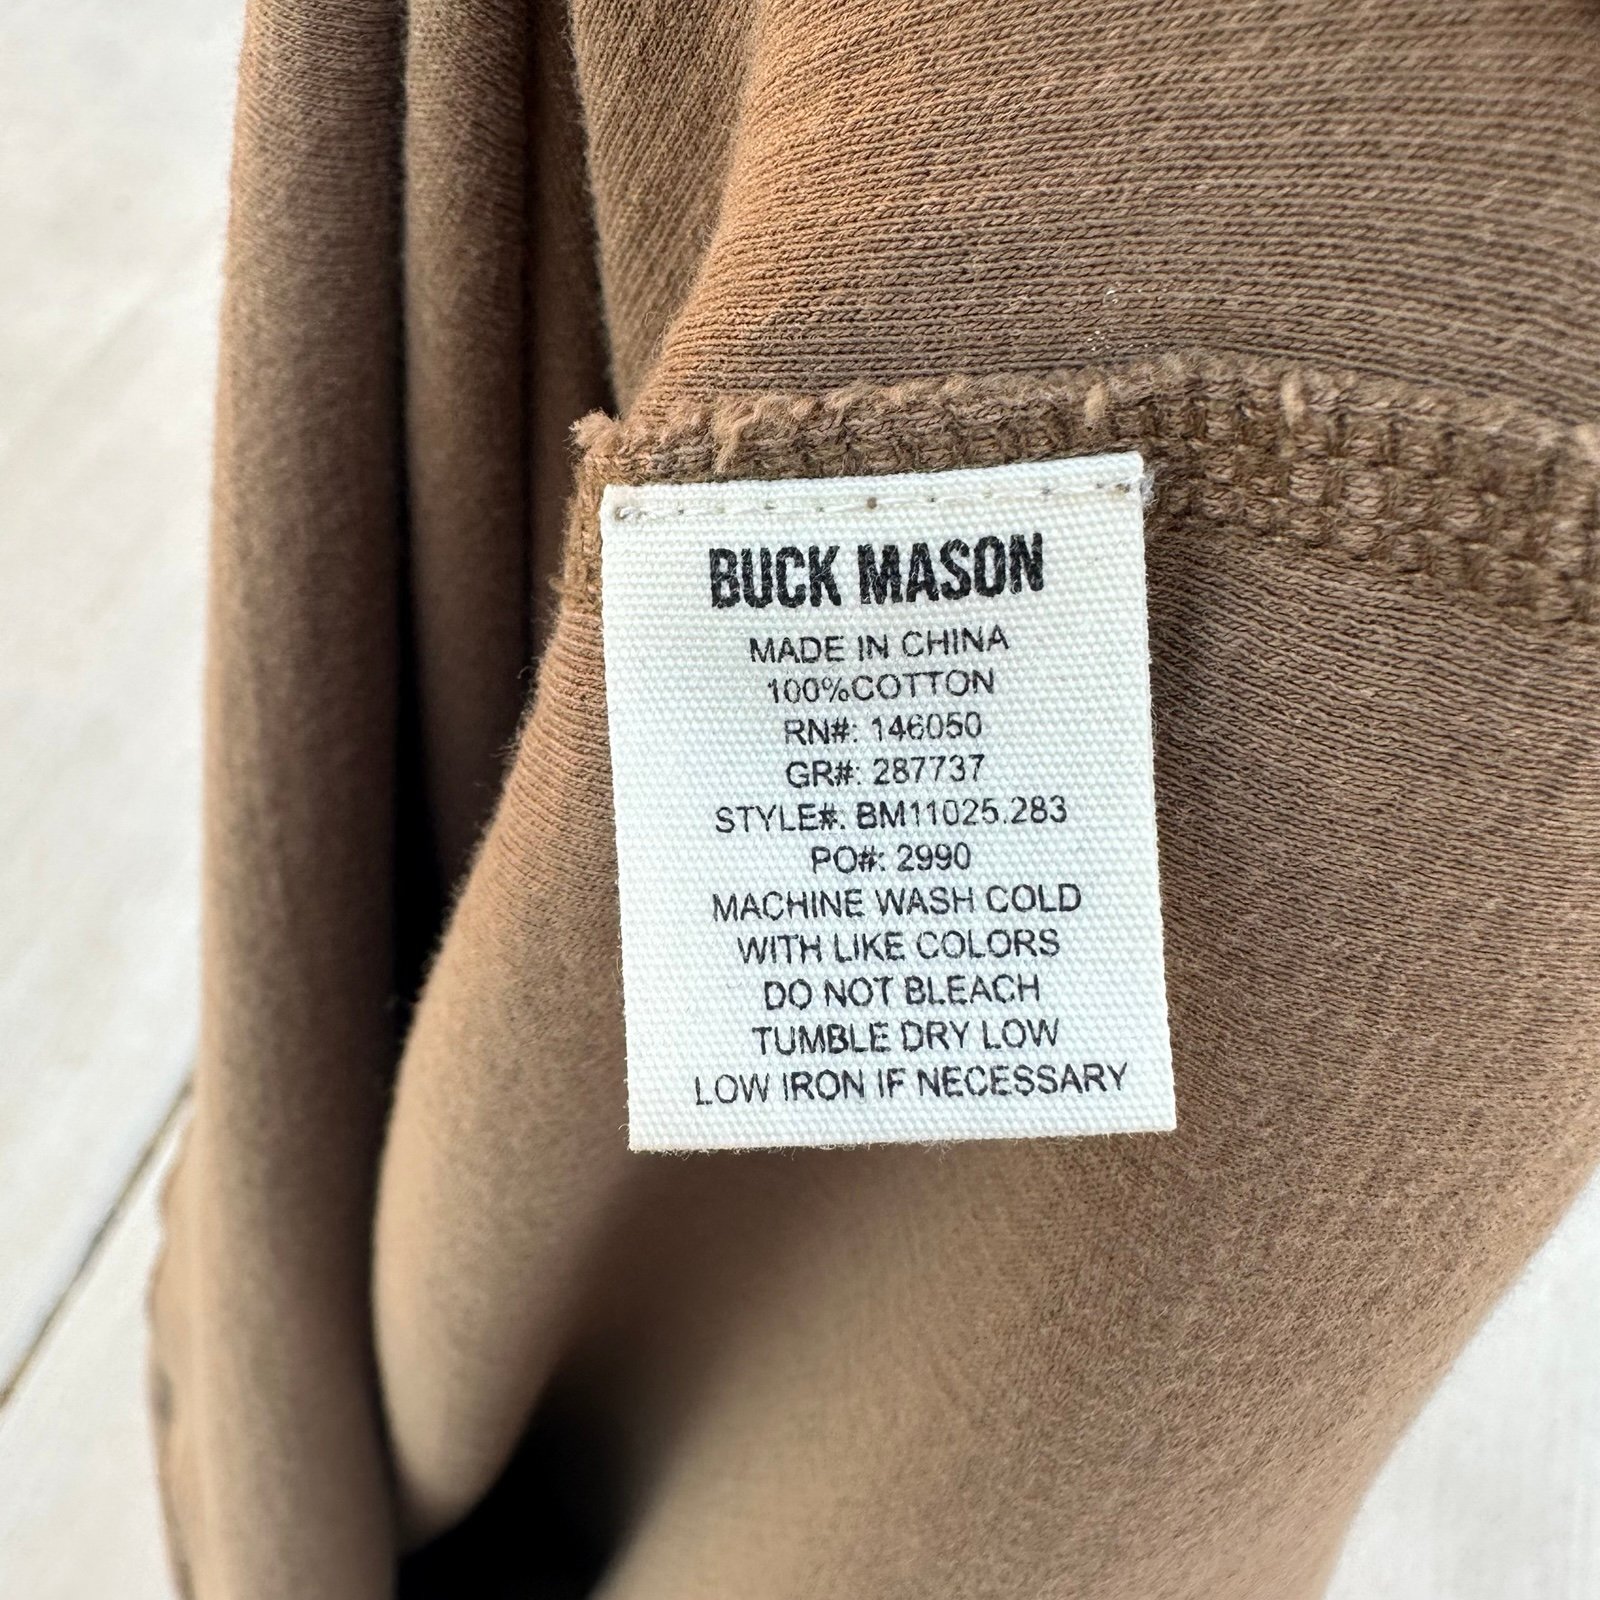 BUCK MASON
MADE IN CHINA
100%COTTON
RN#: 146050
GR#: 287737
STYLE#: BM11025.283
PO#: 2990
MACHINE WASH COLD
WITH LIKE COLORS
DO NOT BLEACH
TUMBLE DRY LOW
LOW IRON IF NECESSARY